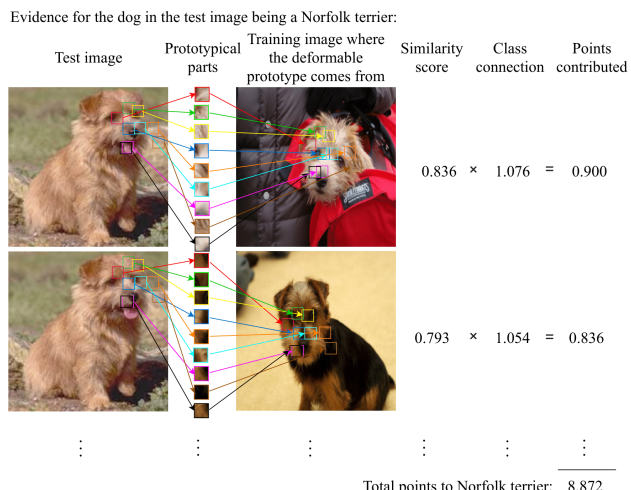 Evidence for the dog in the test image being a Norfolk terrier:
Test image
Prototypical parts
Training image where the deformable prototype comes from
Similarity score
Class connection
Points contributed
0.836 × 1.076 = 0.900
0.793 × 1.054 = 0.836
⋮ ⋮ ⋮ ⋮ ⋮ ⋮
Total points to Norfolk terrier: 8.872